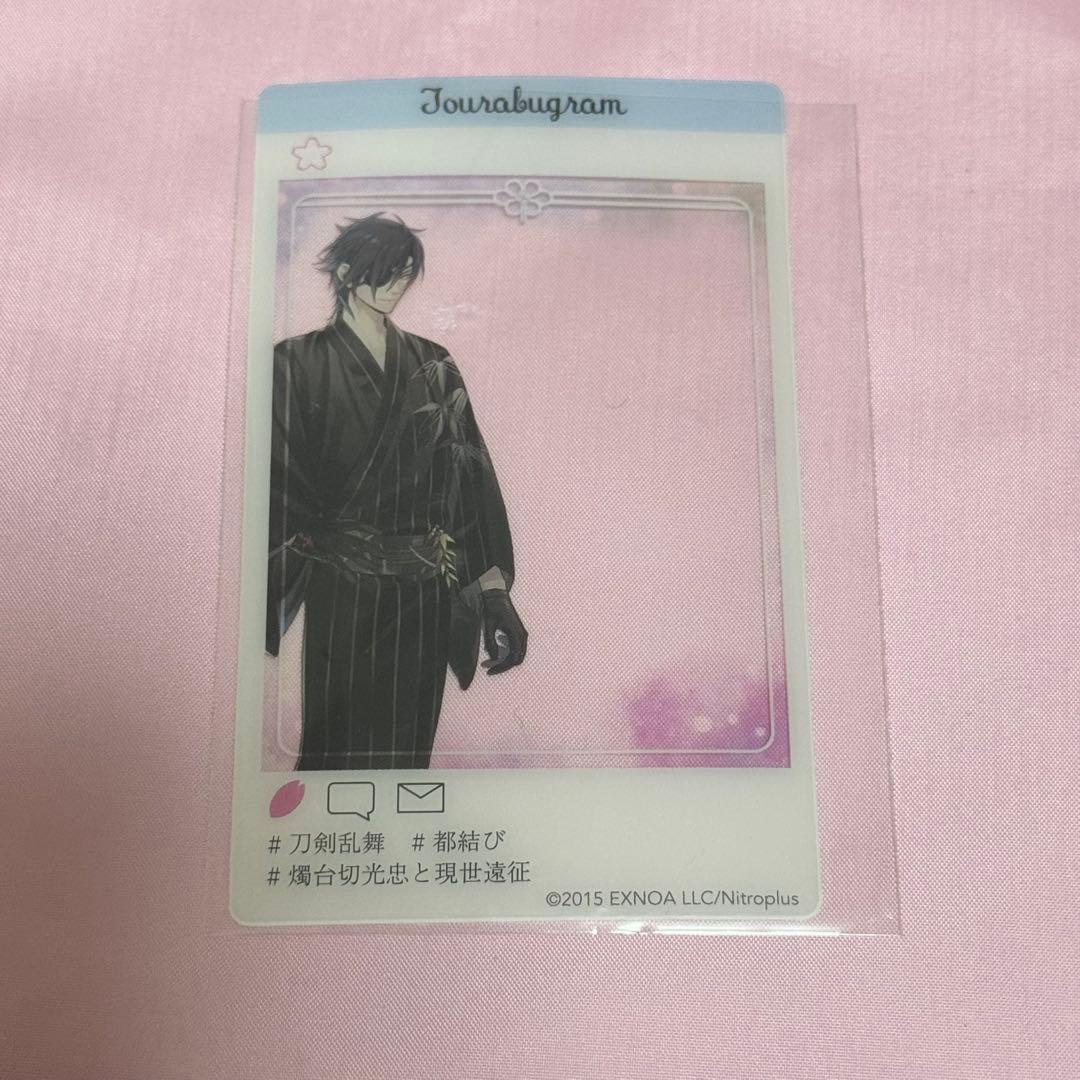 Tourabugram
# 刀剣乱舞 # 都結び
# 燭台切光忠と現世遠征
©2015 EXNOA LLC/Nitroplus